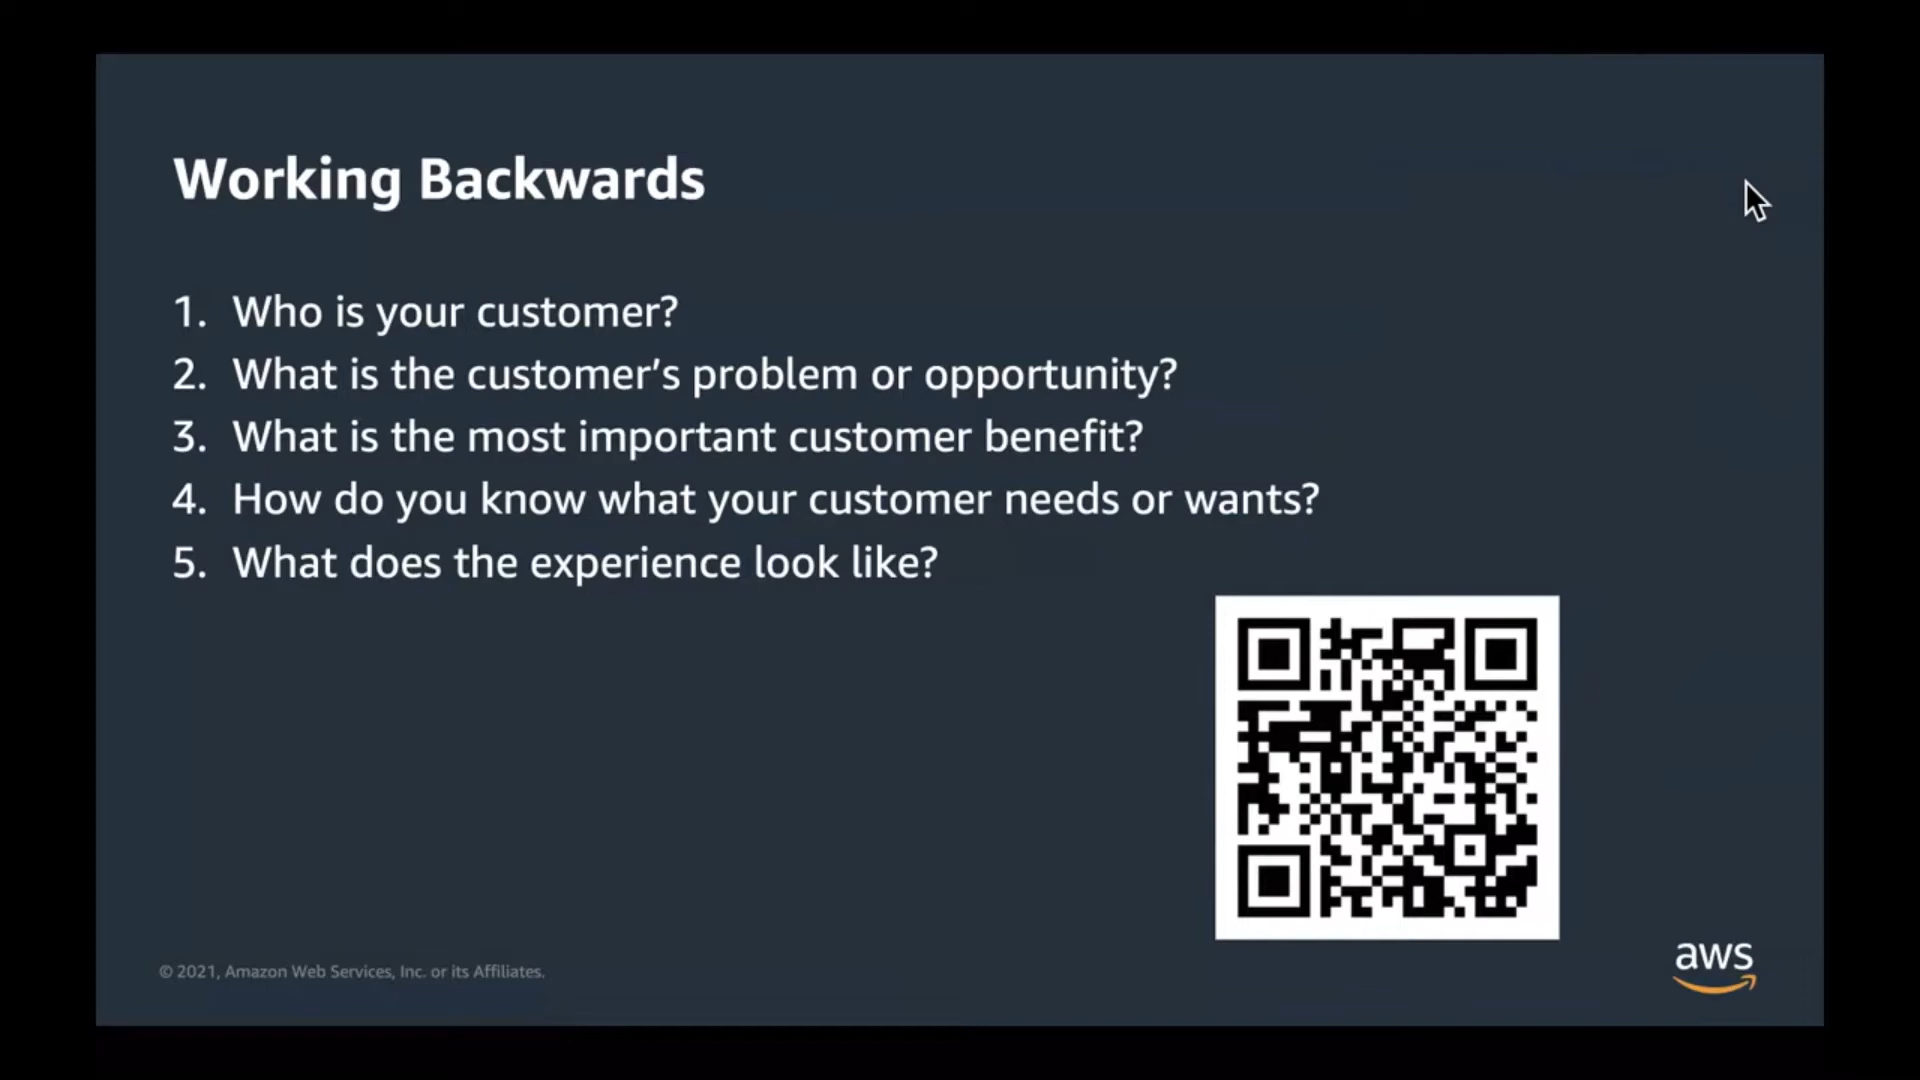 Working Backwards
1. Who is your customer?
2. What is the customer’s problem or opportunity?
3. What is the most important customer benefit?
4. How do you know what your customer needs or wants?
5. What does the experience look like?
© 2021, Amazon Web Services, Inc. or its Affiliates.
aws